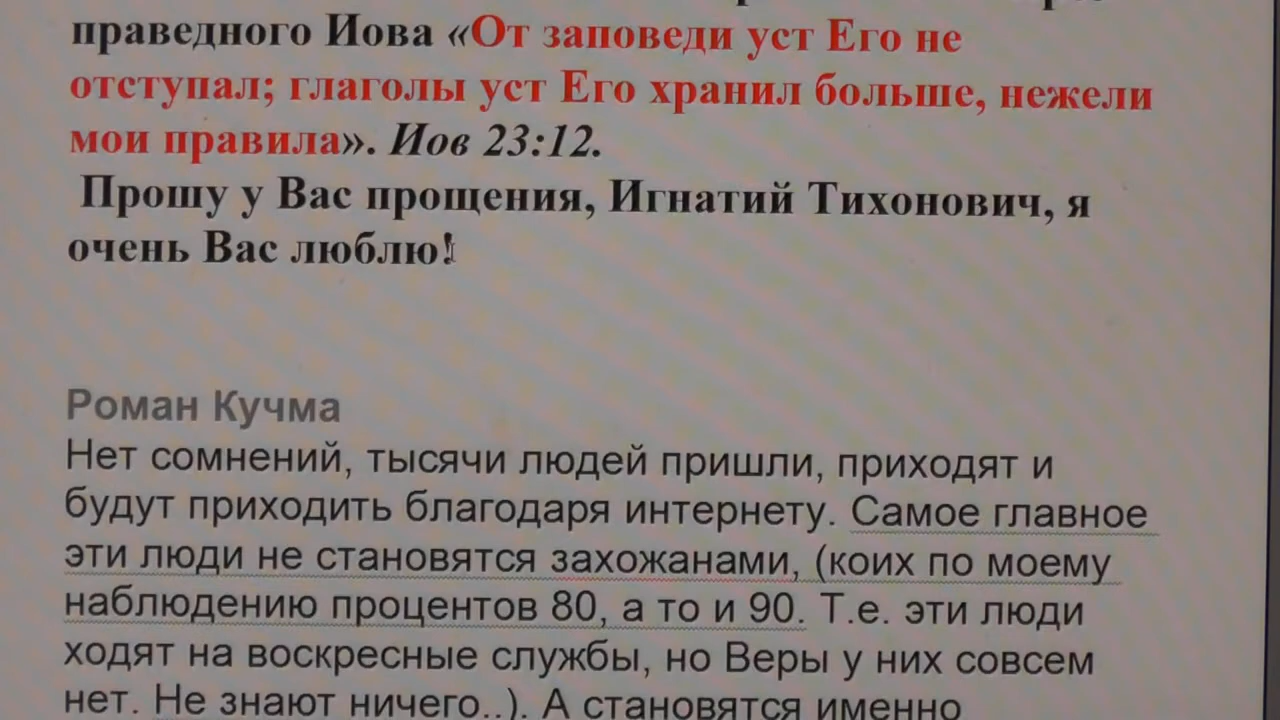 праведного Иова «От заповеди уст Его не
отступал; глаголы уст Его хранил больше, нежели
мои правила». Иов 23:12.
Прошу у Вас прощения, Игнатий Тихонович, я
очень Вас люблю!
Роман Кучма
Нет сомнений, тысячи людей пришли, приходят и
будут приходить благодаря интернету. Самое главное
эти люди не становятся захожанами, (коих по моему
наблюдению процентов 80, а то и 90. Т.е. эти люди
ходят на воскресные службы, но Веры у них совсем
нет. Не знают ничего..). А становятся именно